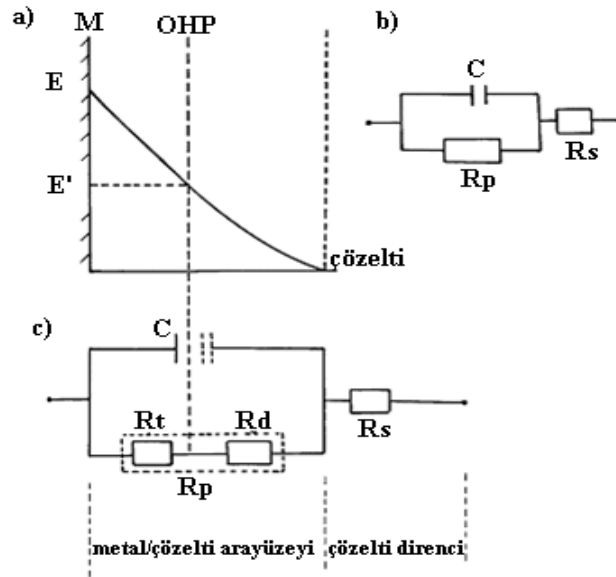 a)
M
OHP
b)
E
C
E'
Rp
Rs
çözelti
c)
C
Rt
Rd
Rs
Rp
metal/çözelti arayüzeyi
çözelti direnci